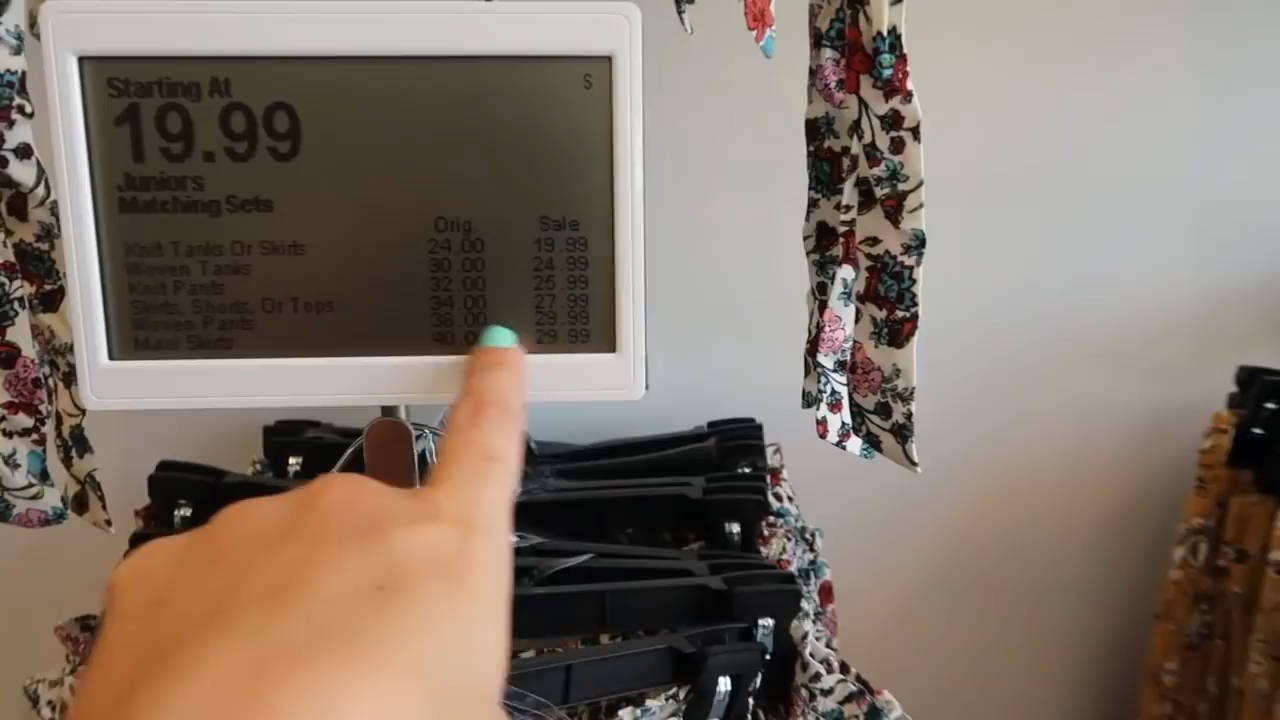 Starting At $
19.99
Juniors
Matching Sets
Orig. Sale
Knit Tanks Or Skirts 24.00 19.99
Woven Tanks 30.00 24.99
Knit Pants 32.00 25.99
Skirts, Shorts, Or Tops 34.00 27.99
Woven Pants 38.00 29.99
Maxi Skirts 40.00 29.99